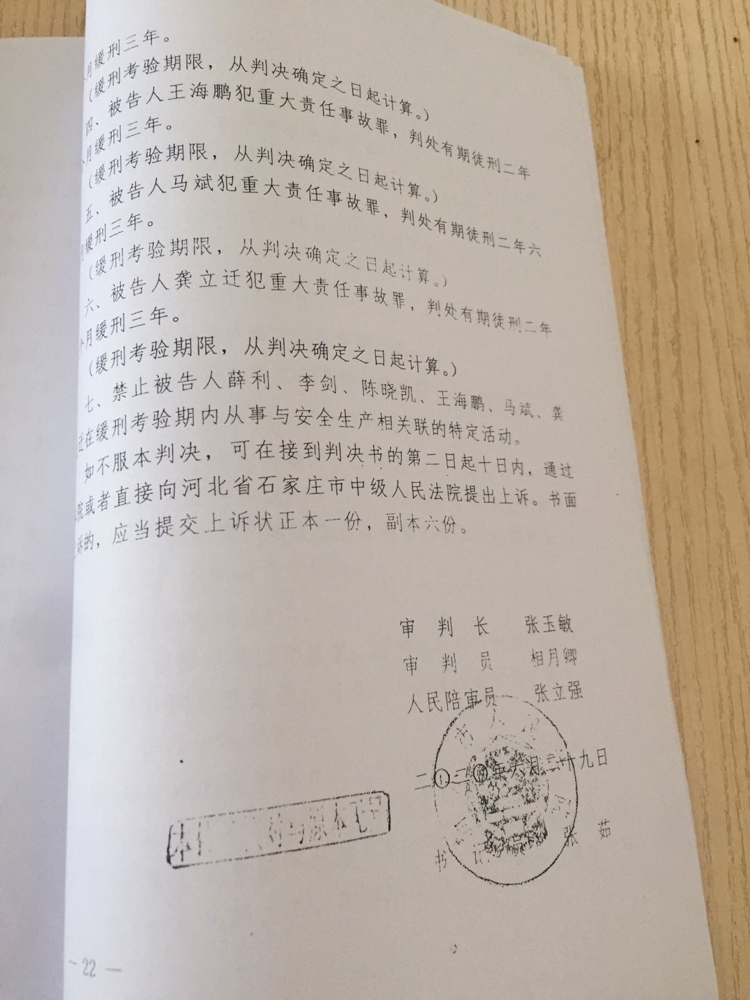 月缓刑三年。
(缓刑考验期限，从判决确定之日起计算。)
四、被告人王海鹏犯重大责任事故罪，判处有期徒刑二年
月缓刑三年。
(缓刑考验期限，从判决确定之日起计算。)
五、被告人马斌犯重大责任事故罪，判处有期徒刑二年六
月缓刑三年。
(缓刑考验期限，从判决确定之日起计算。)
六、被告人龚立迁犯重大责任事故罪，判处有期徒刑二年
个月缓刑三年。
(缓刑考验期限，从判决确定之日起计算。)
七、禁止被告人薛利、李剑、陈晓凯、王海鹏、马斌、龚
迁在缓刑考验期内从事与安全生产相关联的特定活动。
如不服本判决，可在接到判决书的第二日起十日内，通过
院或者直接向河北省石家庄市中级人民法院提出上诉。书面
诉的，应当提交上诉状正本一份，副本六份。
审 判 长 张玉敏
审 判 员 相月卿
人民陪审员 张立强
二〇二〇年六月二十九日
本 与原本
书 记 员 张 茹
- 22 —